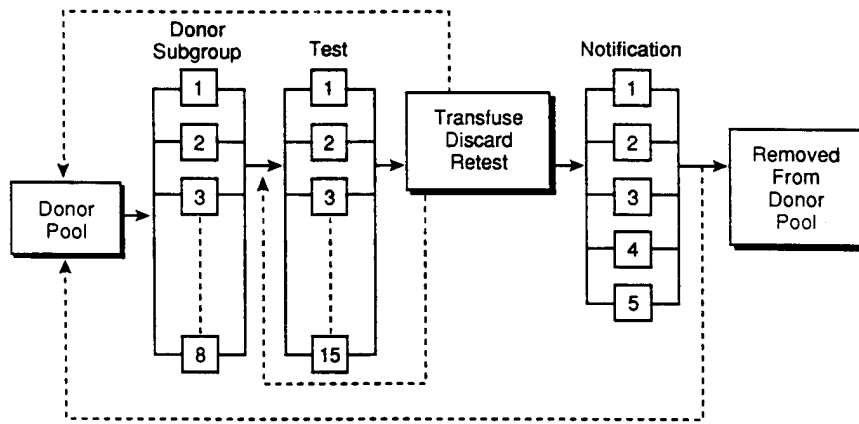 Donor
Subgroup
Test
Notification
1
2
3
8
1
2
3
15
Transfuse
Discard
Retest
1
2
3
4
5
Removed
From
Donor
Pool
Donor
Pool